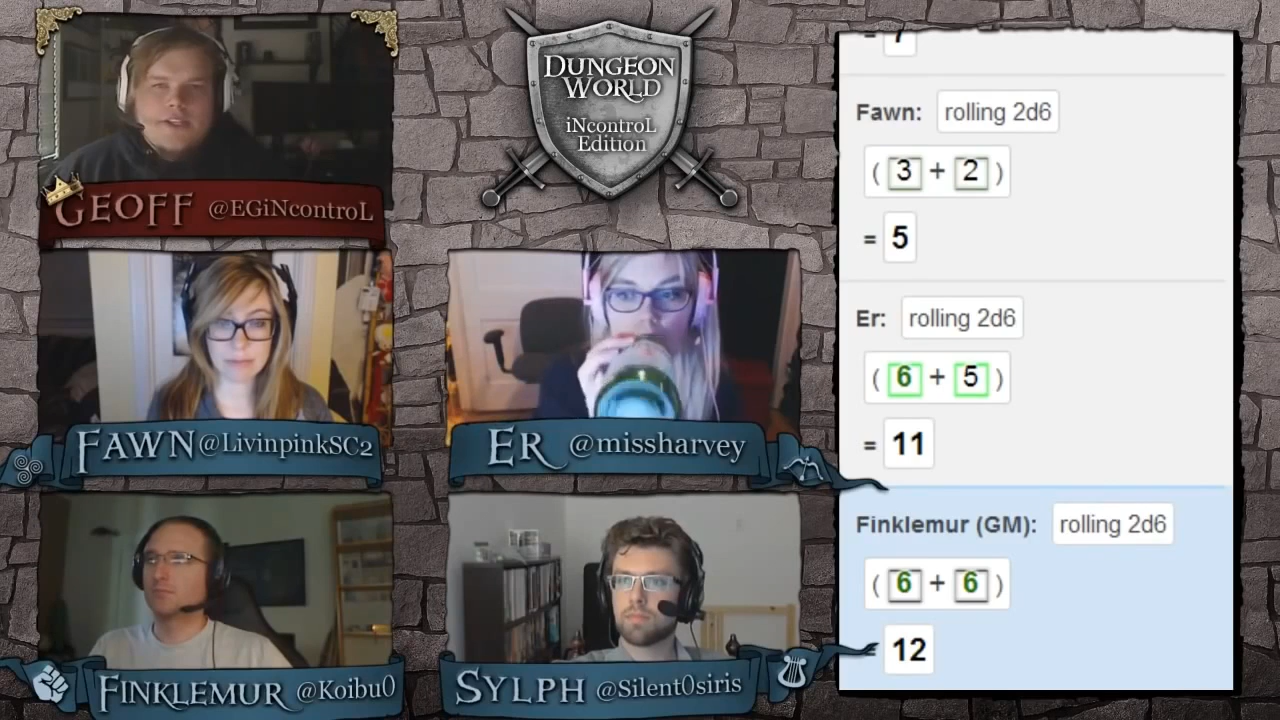 DUNGEON
WORLD
iNcontroL
Edition
GEOFF @EGiNcontroL
FAWN @LivinpinkSC2
ER @missharvey
FINKLEMUR @Koibu0
SYLPH @Silent0siris
= 7
Fawn: rolling 2d6
( 3 + 2 )
= 5
Er: rolling 2d6
( 6 + 5 )
= 11
Finklemur (GM): rolling 2d6
( 6 + 6 )
= 12